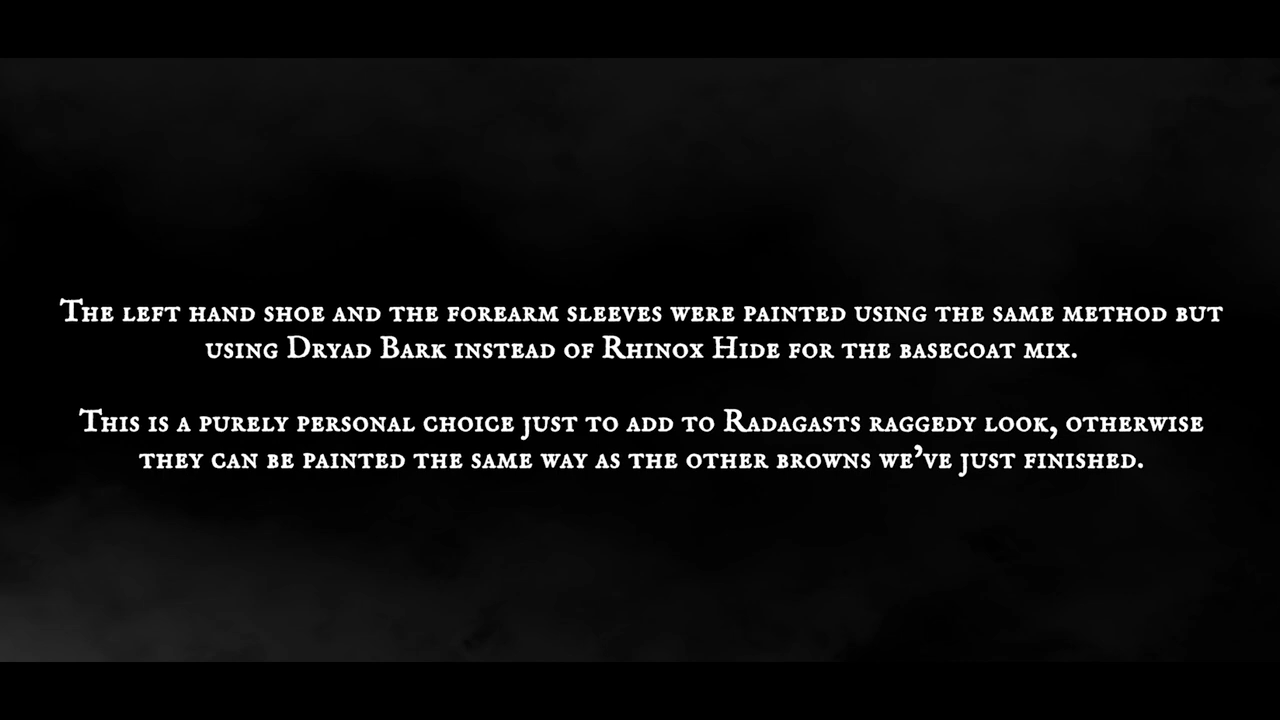 The left hand shoe and the forearm sleeves were painted using the same method but
using Dryad Bark instead of Rhinox Hide for the basecoat mix.
This is a purely personal choice just to add to Radagasts raggedy look, otherwise
they can be painted the same way as the other browns we've just finished.